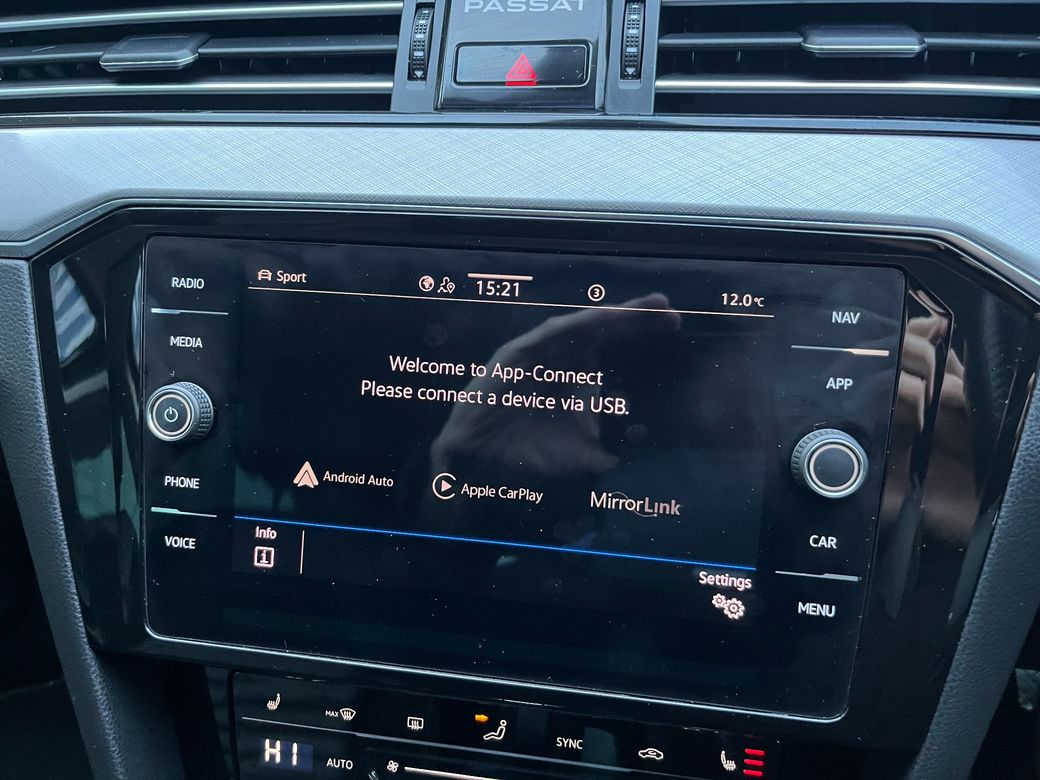 PASSAT
RADIO
MEDIA
PHONE
VOICE
Sport
15:21
3
12.0°C
Welcome to App-Connect
Please connect a device via USB.
Android Auto
Apple CarPlay
MirrorLink
Info
i
Settings
NAV
APP
CAR
MENU
MAX
SYNC
HI
AUTO